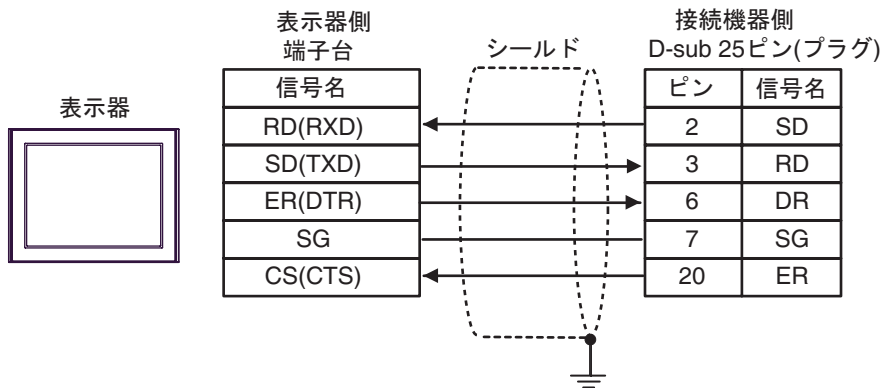 表示器側
端子台
シールド
接続機器側
D-sub 25ピン(プラグ)
表示器
信号名
ピン 信号名
RD(RXD) 2 SD
SD(TXD) 3 RD
ER(DTR) 6 DR
SG 7 SG
CS(CTS) 20 ER